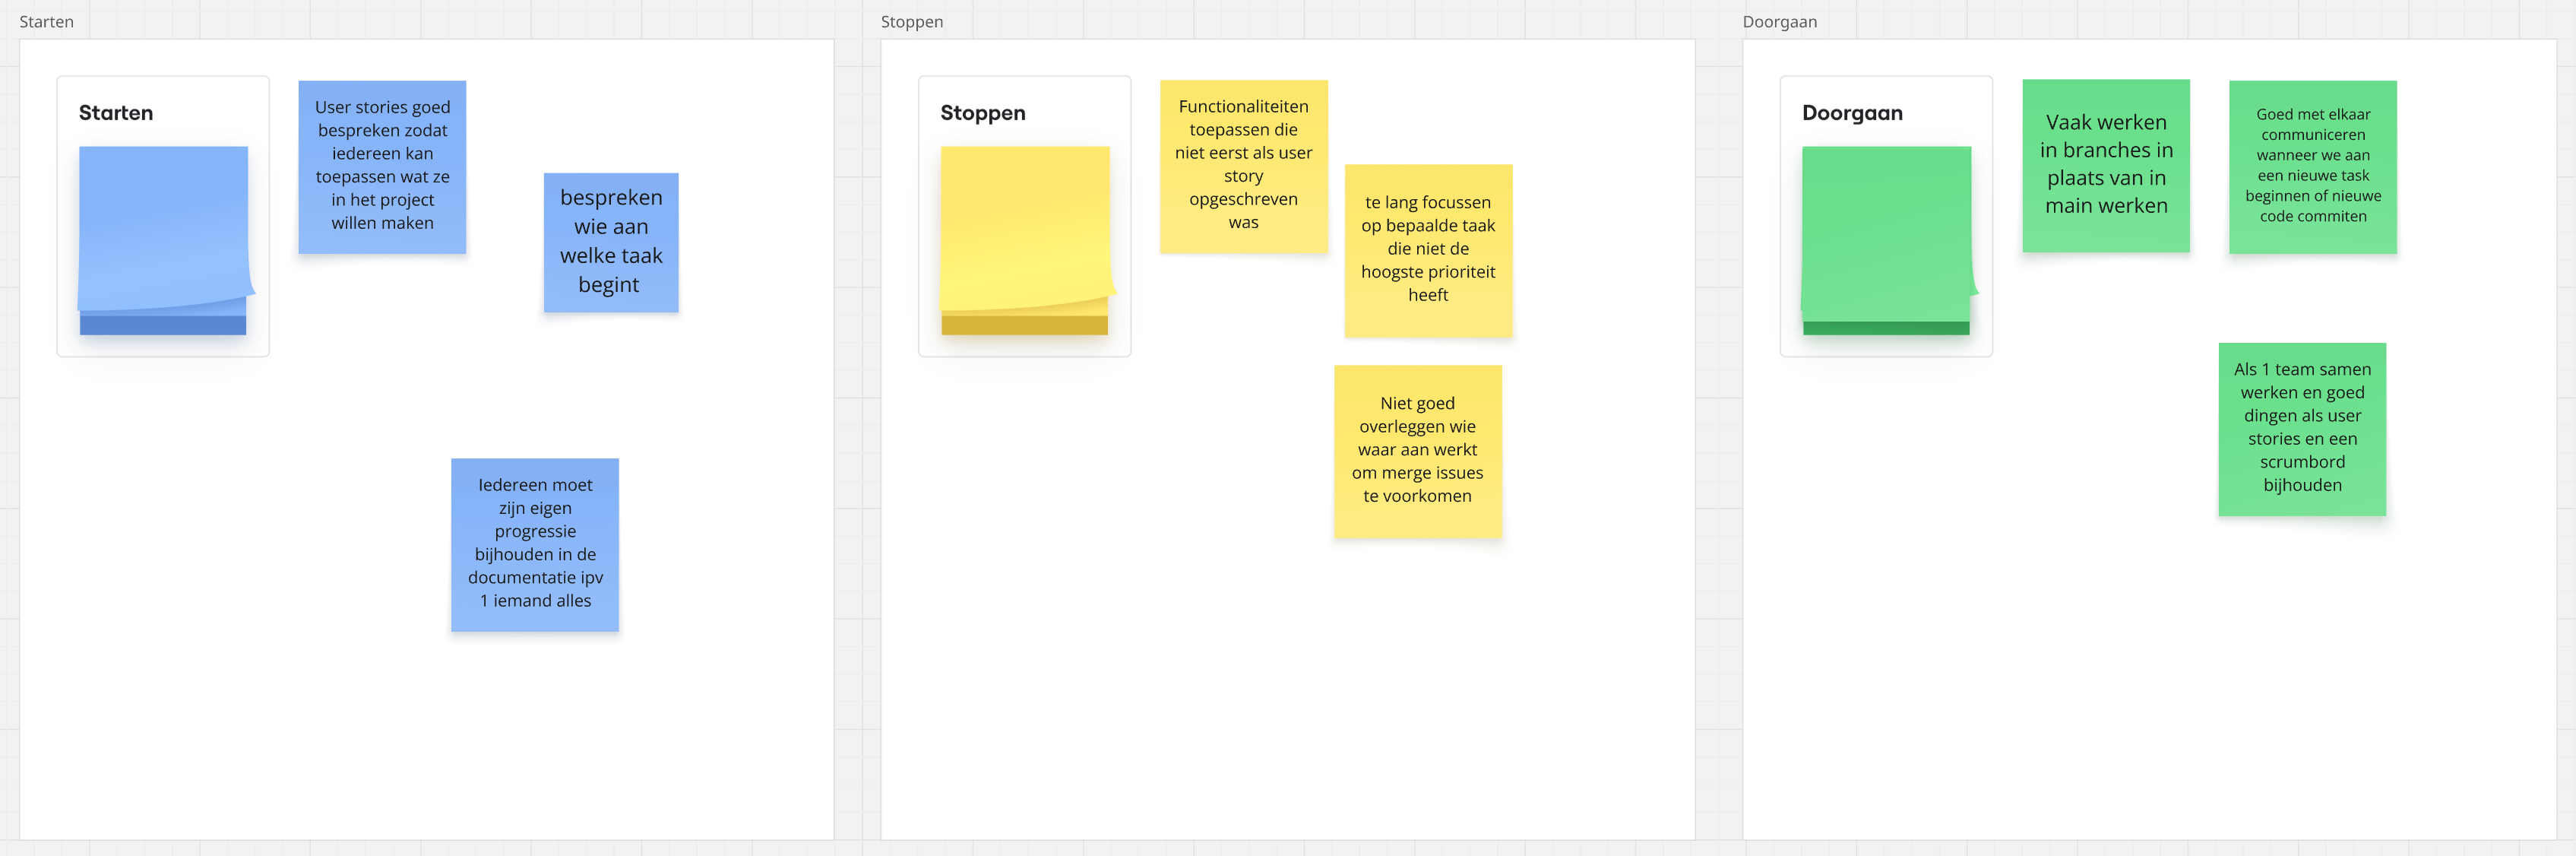 Starten
Starten
User stories goed
bespreken zodat
iedereen kan
toepassen wat ze
in het project
willen maken
bespreken
wie aan
welke taak
begint
Iedereen moet
zijn eigen
progressie
bijhouden in de
documentatie ipv
1 iemand alles
Stoppen
Stoppen
Functionaliteiten
toepassen die
niet eerst als user
story
opgeschreven
was
te lang focussen
op bepaalde taak
die niet de
hoogste prioriteit
heeft
Niet goed
overleggen wie
waar aan werkt
om merge issues
te voorkomen
Doorgaan
Doorgaan
Vaak werken
in branches in
plaats van in
main werken
Goed met elkaar
communiceren
wanneer we aan
een nieuwe task
beginnen of nieuwe
code commiten
Als 1 team samen
werken en goed
dingen als user
stories en een
scrumbord
bijhouden